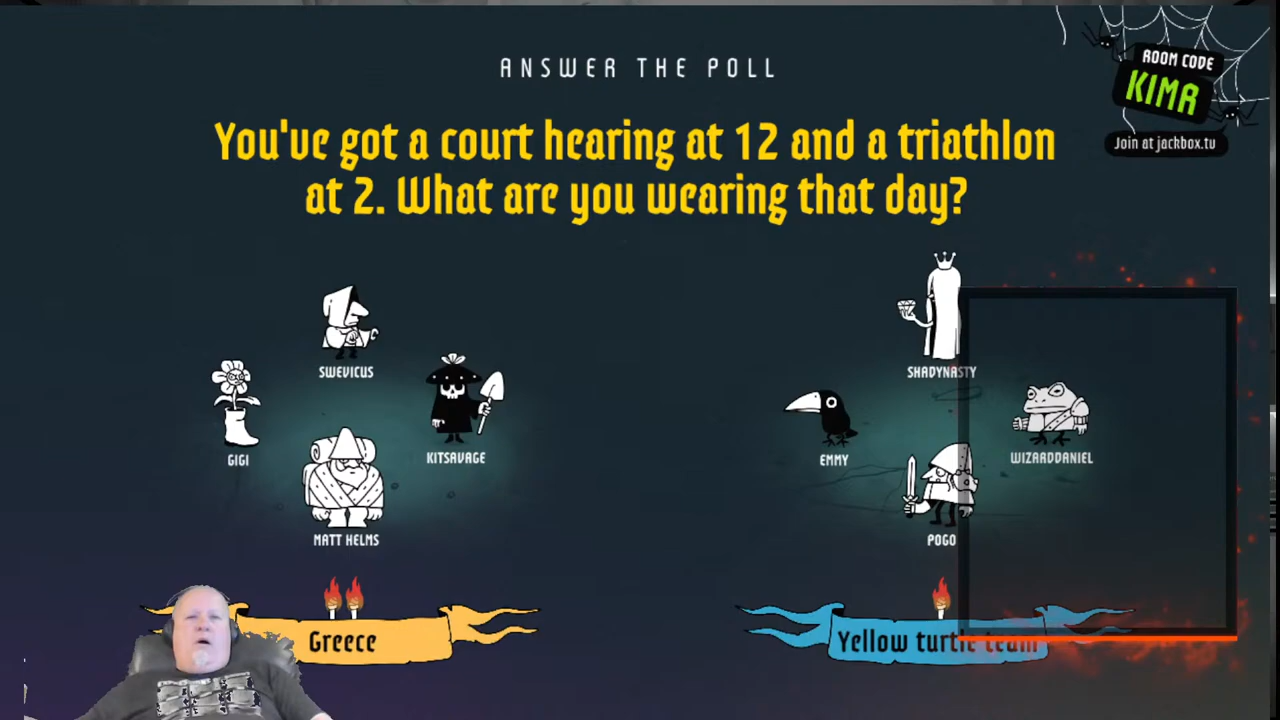 ANSWER THE POLL
ROOM CODE
KIMR
Join at jackbox.tv
You've got a court hearing at 12 and a triathlon
at 2. What are you wearing that day?
SWEVICUS
GIGI
KITSAVAGE
MATT HELMS
SHADYNASTY
EMMY
WIZARDDANIEL
POGO
Greece
Yellow turtle team